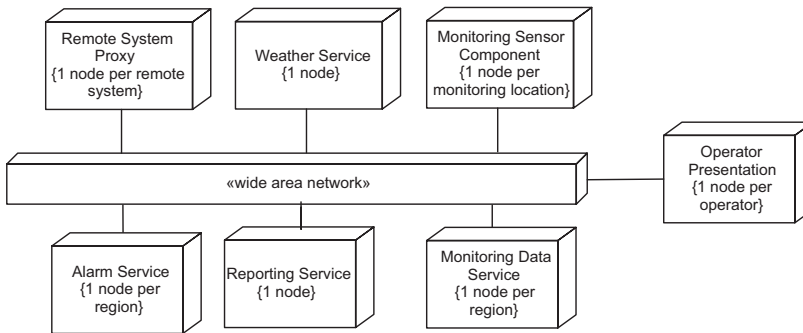 Remote System
Proxy
{1 node per remote
system}
Weather Service
{1 node}
Monitoring Sensor
Component
{1 node per
monitoring location}
«wide area network»
Operator
Presentation
{1 node per
operator}
Alarm Service
{1 node per
region}
Reporting Service
{1 node}
Monitoring Data
Service
{1 node per region}